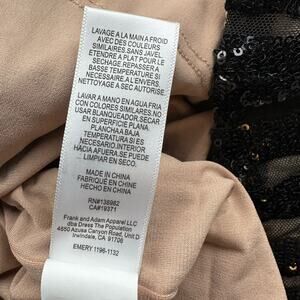 LAVAGE A LA MAIN A FROID
AVEC DES COULEURS
SIMILAIRES SANS JAVEL,
ETENDRE A PLAT POUR LE
SECHAGE REPASSER A
BASSE TEMPERATURE SI
NECESSAIRE A L'ENVERS.
NETTOYAGE A SEC AUTORISE.
LAVAR A MANO EN AGUA FRIA
CON COLORES SIMILARES. NO
USAR BLANQUEADOR. SECAR
EN SUPERFICIE PLANA.
PLANCHA A BAJA
TEMPERATURA SI ES
NECESARIO. INTERIOR
HACIA AFUERA. SE PUEDE
LIMPIAR EN SECO.
MADE IN CHINA
FABRIQUÉ EN CHINE
HECHO EN CHINA
RN#138982
CA#19371
Frank and Adam Apparel LLC
dba Dress The Population
4650 Azusa Canyon Road, Unit D
Irwindale, CA 91706
EMERY 1196-1132